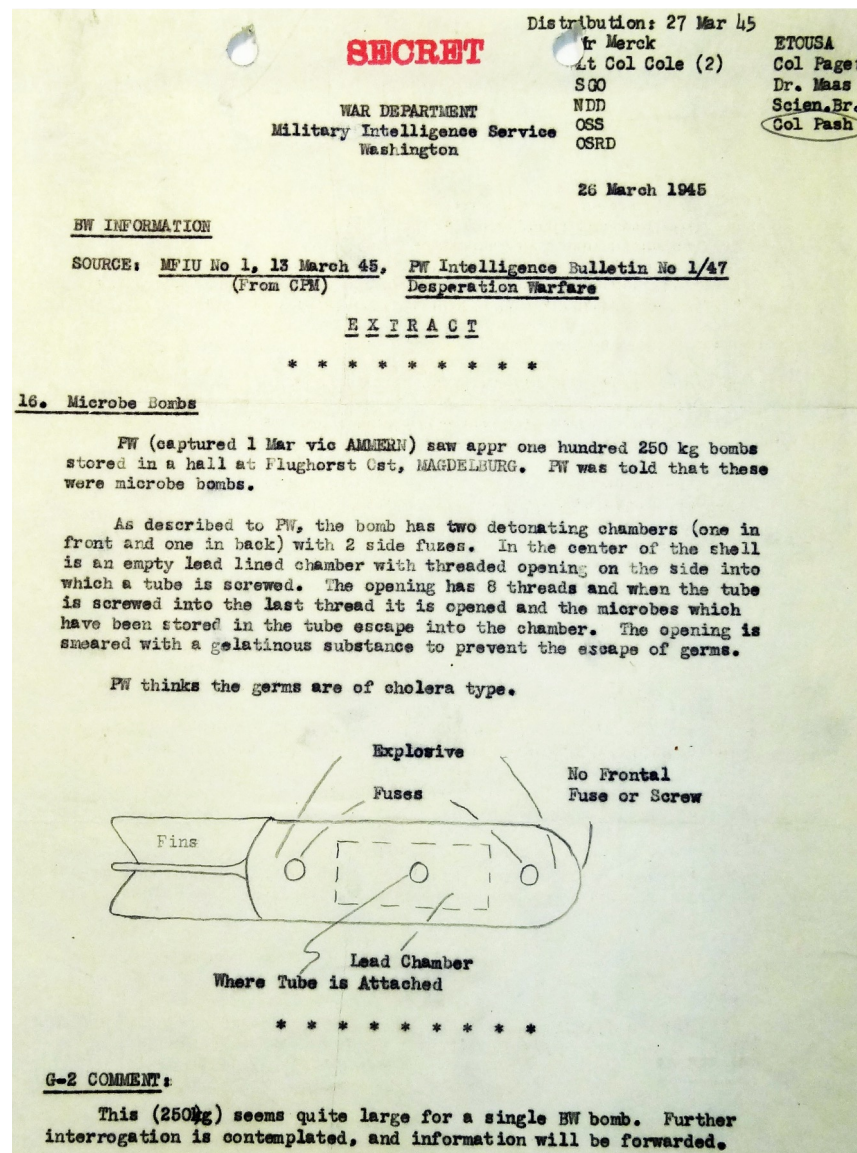 Distribution: 27 Mar 45
Mr Merck ETOUSA
SECRET
Lt Col Cole (2) Col Page
SGO Dr. Maas
NDD Scien.Br.
WAR DEPARTMENT
Military Intelligence Service OSS Col Pash
Washington OSRD
26 March 1945
BW INFORMATION
SOURCE: MFIU No 1, 13 March 45, PW Intelligence Bulletin No 1/47
(From CPM) Desperation Warfare
E X T R A C T
* * * * * * * * *
16. Microbe Bombs
PW (captured 1 Mar vic AMMERN) saw appr one hundred 250 kg bombs
stored in a hall at Flughorst Ost, MAGDELBURG. PW was told that these
were microbe bombs.
As described to PW, the bomb has two detonating chambers (one in
front and one in back) with 2 side fuzes. In the center of the shell
is an empty lead lined chamber with threaded opening on the side into
which a tube is screwed. The opening has 8 threads and when the tube
is screwed into the last thread it is opened and the microbes which
have been stored in the tube escape into the chamber. The opening is
smeared with a gelatinous substance to prevent the escape of germs.
PW thinks the germs are of cholera type.
Explosive
No Frontal
Fuses Fuse or Screw
Fins
Lead Chamber
Where Tube is Attached
* * * * * * * * *
G-2 COMMENT:
This (250kg) seems quite large for a single BW bomb. Further
interrogation is contemplated, and information will be forwarded.